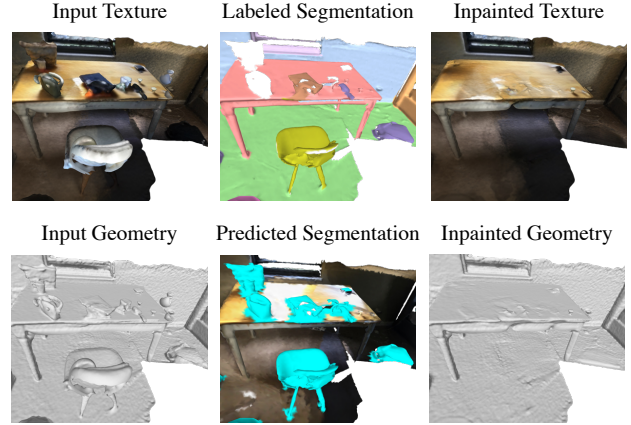 Input Texture
Labeled Segmentation
Inpainted Texture
Input Geometry
Predicted Segmentation
Inpainted Geometry